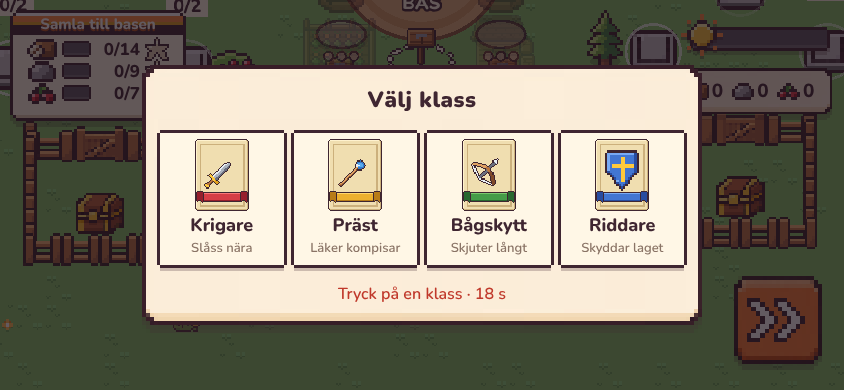 0/2
0/2
Samla till basen
BAS
0/14
0/9
0/7
0 0 0
Välj klass
Krigare
Slåss nära
Präst
Läker kompisar
Bågskytt
Skjuter långt
Riddare
Skyddar laget
Tryck på en klass · 18 s